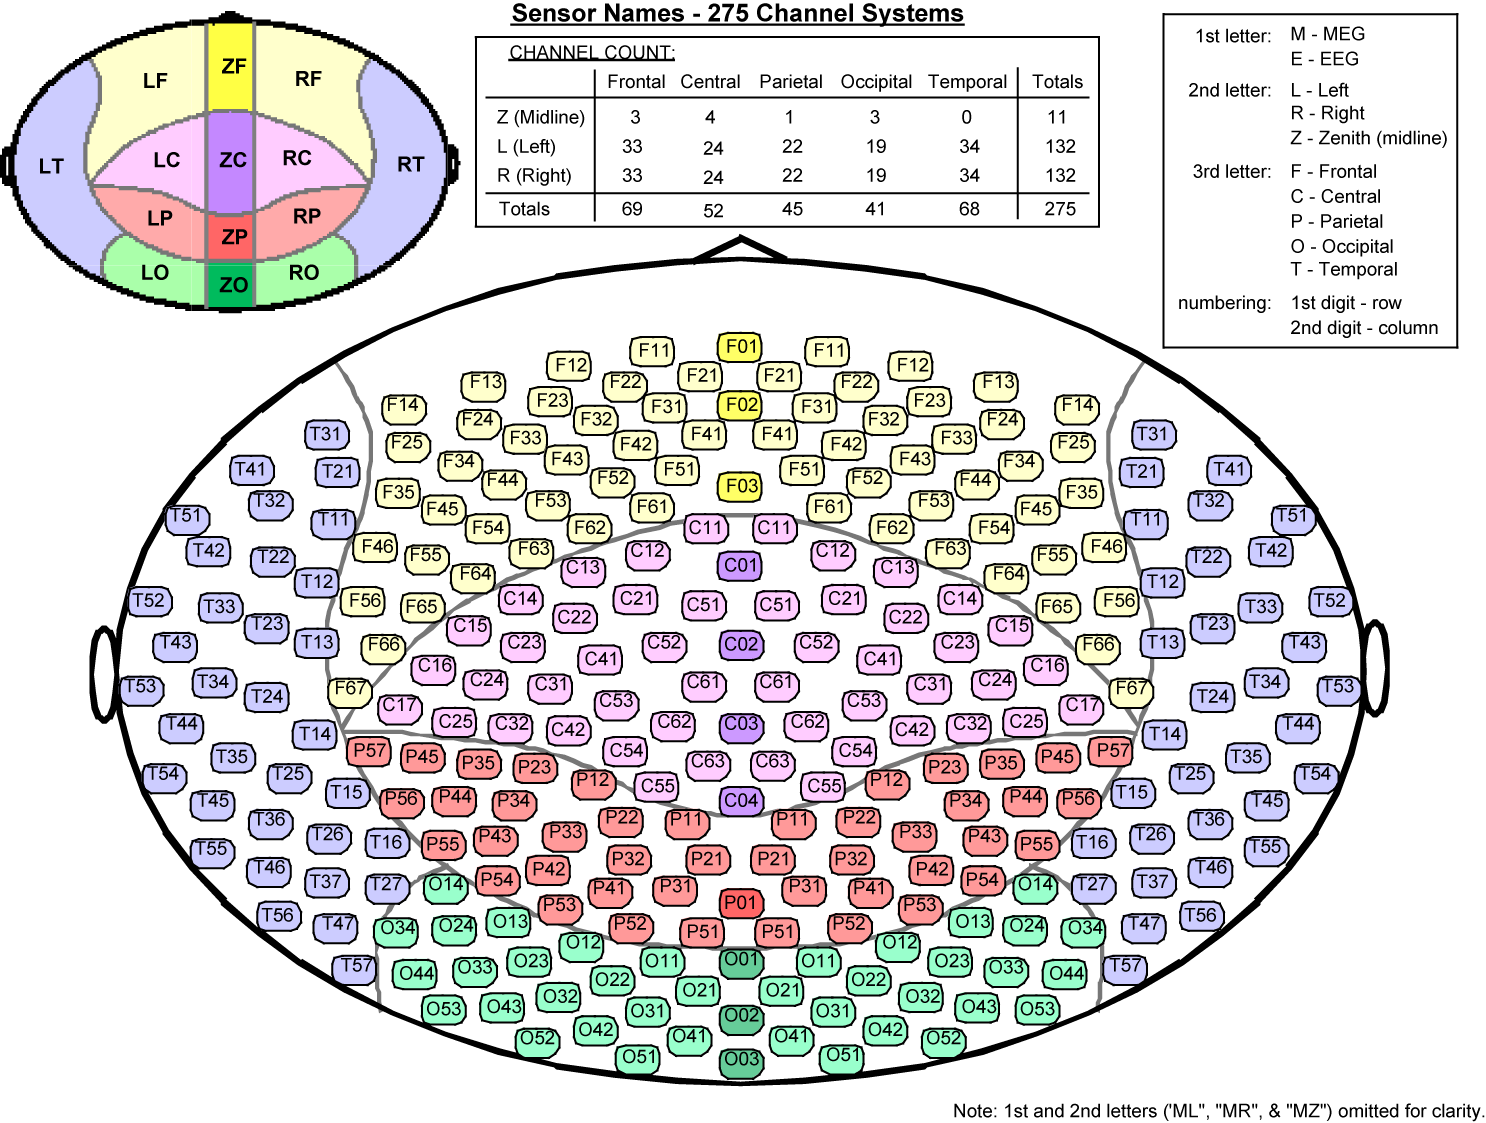 Sensor Names - 275 Channel Systems
CHANNEL COUNT:
Frontal Central Parietal Occipital Temporal Totals
Z (Midline) 3 4 1 3 0 11
L (Left) 33 24 22 19 34 132
R (Right) 33 24 22 19 34 132
Totals 69 52 45 41 68 275
1st letter: M - MEG
E - EEG
2nd letter: L - Left
R - Right
Z - Zenith (midline)
3rd letter: F - Frontal
C - Central
P - Parietal
O - Occipital
T - Temporal
numbering: 1st digit - row
2nd digit - column
LF ZF RF
LT LC ZC RC RT
LP ZP RP
LO ZO RO
F11 F01 F11
F12 F21 F21 F12
F13 F22 F22 F13
F14 F23 F31 F02 F31 F23 F14
F24 F32 F32 F24
T31 F25 F33 F42 F41 F41 F42 F33 F25 T31
T41 T21 F34 F43 F51 F51 F43 F34 T21 T41
F44 F52 F03 F52 F44
T32 F35 F45 F53 F61 F61 F53 F45 F35 T32
T51 T11 F54 F62 C11 C11 F62 F54 T11 T51
T42 F46 F55 F63 C12 C12 F63 F55 F46 T42
T22 F64 C13 C01 C13 F64 T22
T12 T12
T52 T33 F56 F65 C14 C21 C51 C51 C21 C14 F65 F56 T33 T52
T23 C15 C22 C22 C15 T23
T43 T13 F66 C23 C52 C02 C52 C23 F66 T13 T43
C16 C41 C41 C16
T53 T34 T24 F67 C24 C31 C61 C61 C31 C24 F67 T24 T34 T53
C17 C53 C53 C17
T44 T14 C25 C32 C42 C62 C03 C62 C42 C32 C25 T14 T44
T35 P57 P45 P35 P23 C54 C63 C63 C54 P23 P35 P45 P57 T35
T54 T25 P12 C55 C55 P12 T25 T54
T45 T15 P56 P44 P34 C04 P34 P44 P56 T15 T45
T36 T26 P43 P33 P22 P11 P11 P22 P33 P43 T26 T36
T55 T16 P55 P32 P21 P21 P32 P55 T16 T55
T46 T37 T27 O14 P54 P42 P41 P31 P31 P41 P42 P54 O14 T27 T37 T46
T56 P53 P01 P53 T56
T47 O34 O24 O13 P52 P51 P51 P52 O13 O24 O34 T47
O12 O12
T57 O44 O33 O23 O11 O01 O11 O23 O33 O44 T57
O22 O21 O21 O22
O53 O43 O32 O31 O02 O31 O32 O43 O53
O52 O42 O41 O41 O42 O52
O51 O03 O51
Note: 1st and 2nd letters ('ML", "MR", & "MZ") omitted for clarity.